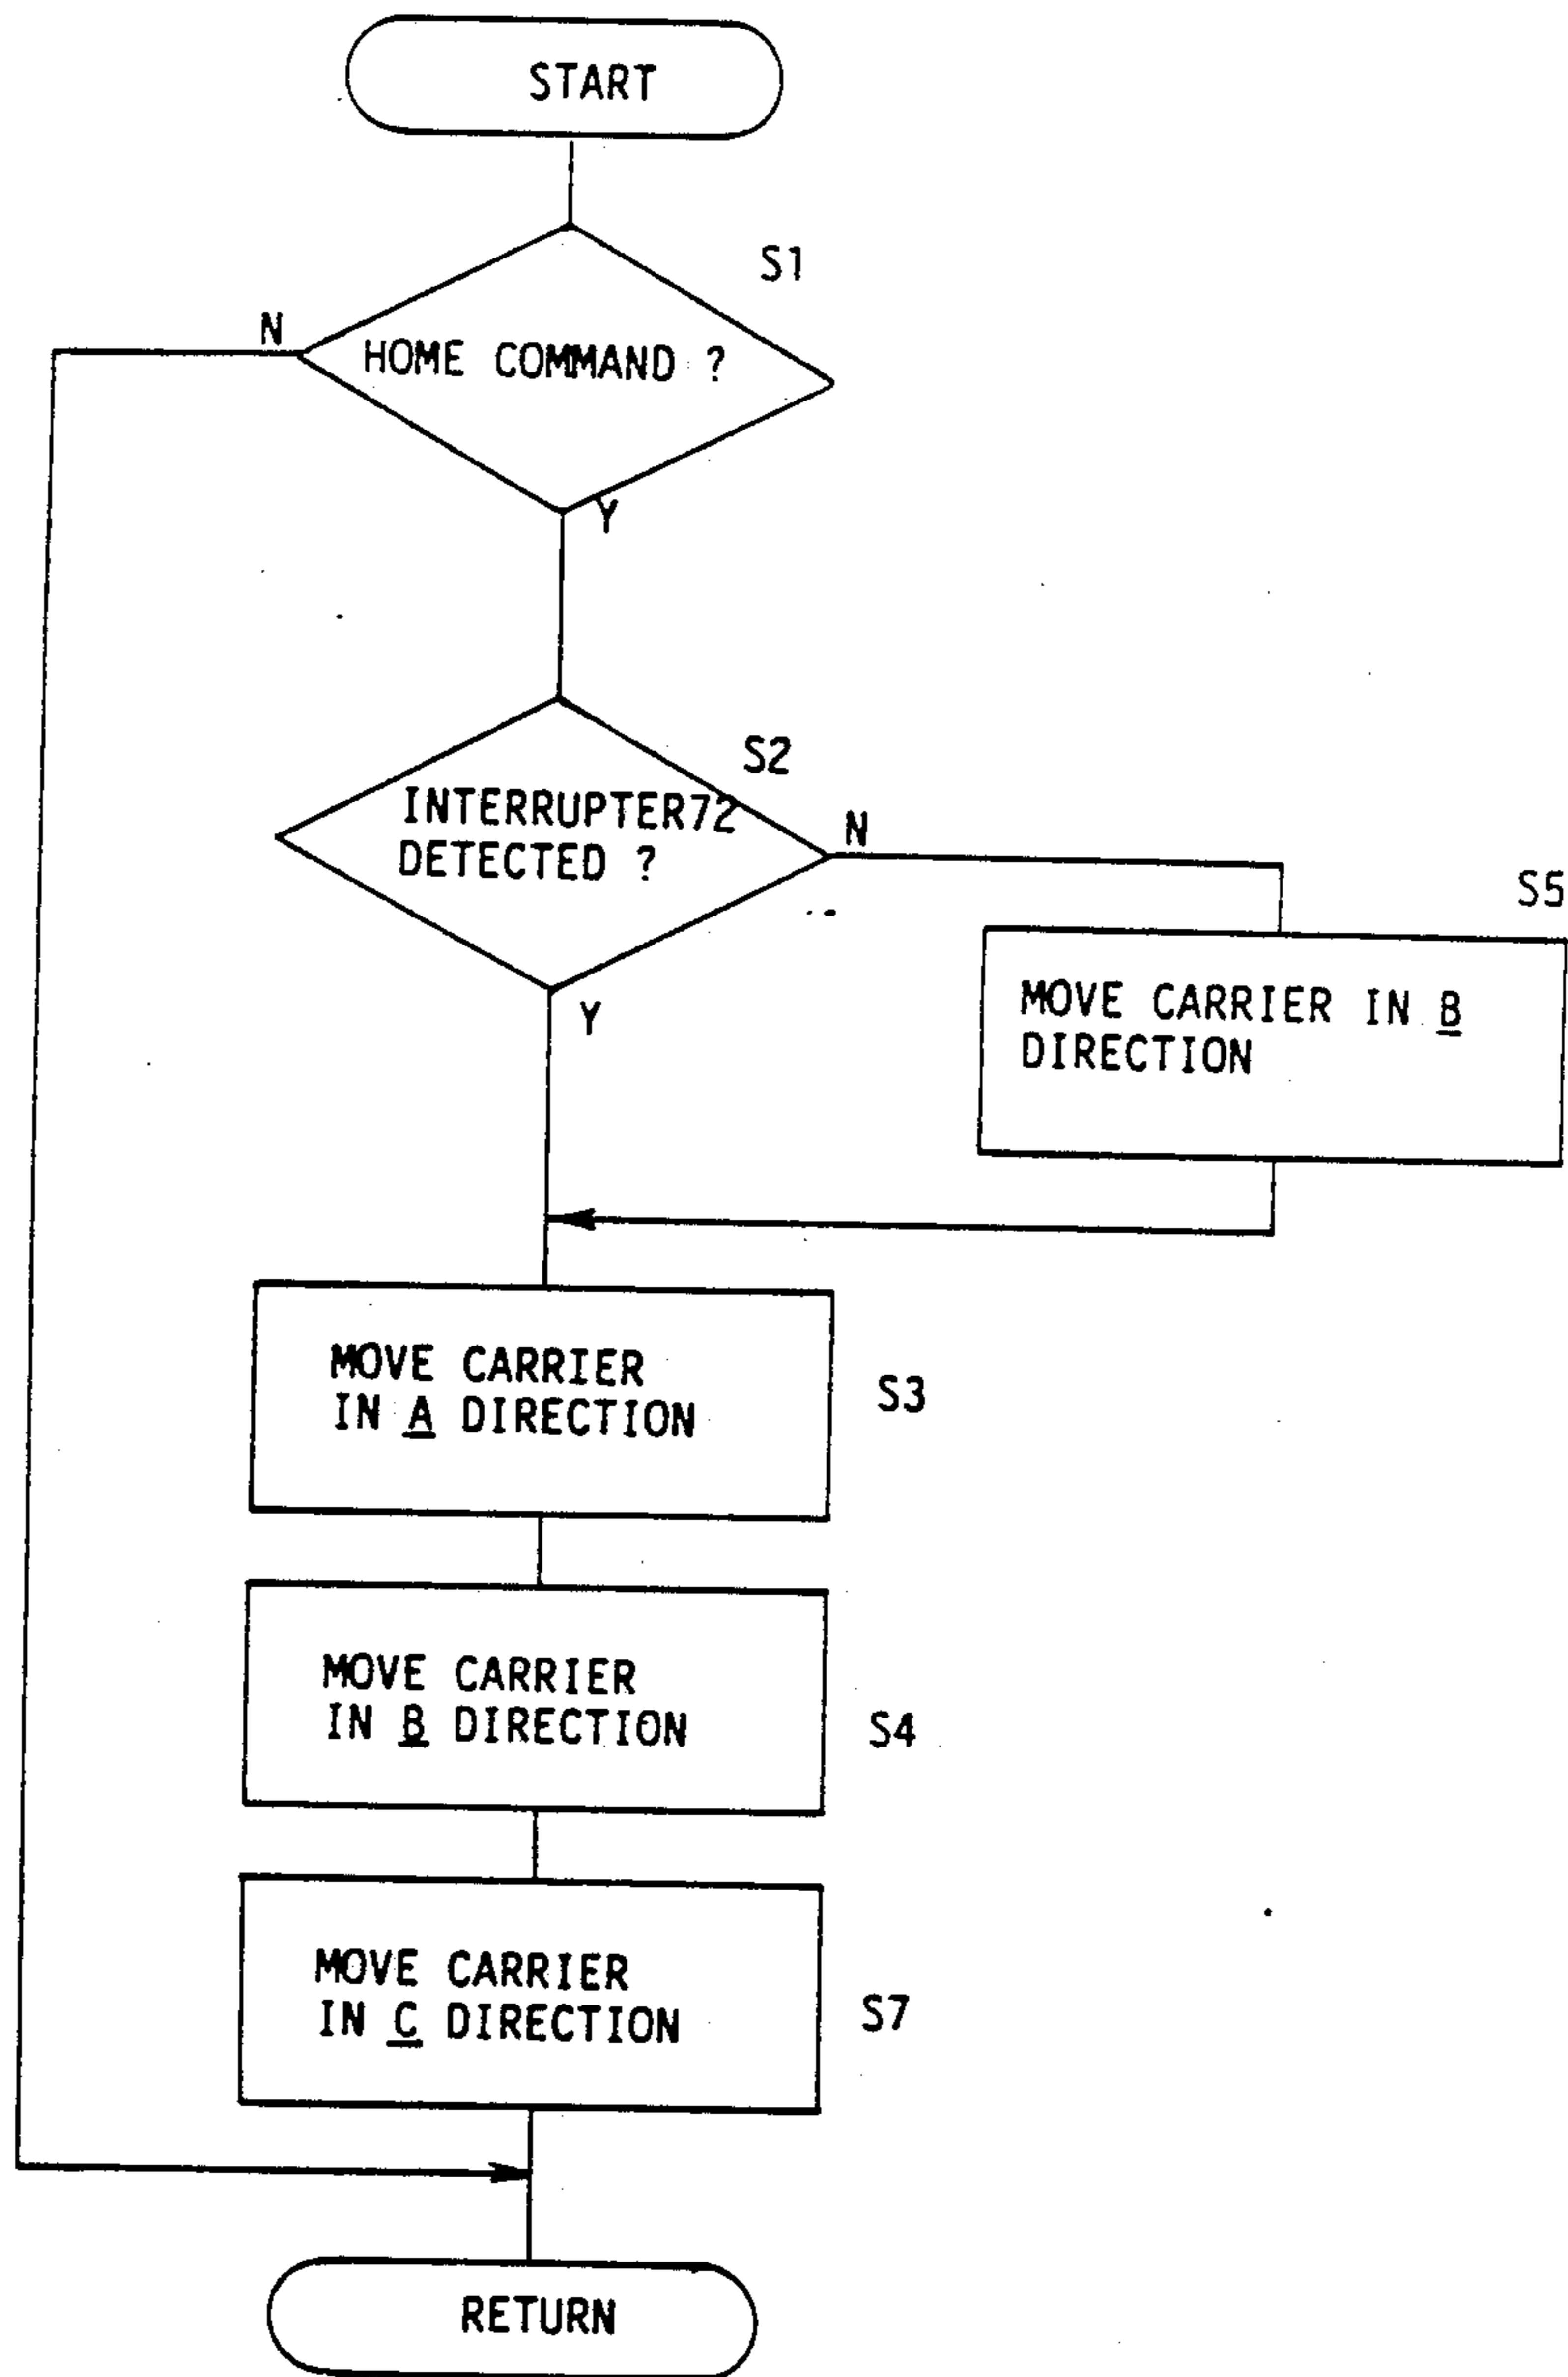 START
S1
N
HOME COMMAND ?
Y
S2
INTERRUPTER72
DETECTED ?
N
S5
MOVE CARRIER IN B
DIRECTION
Y
MOVE CARRIER
IN A DIRECTION
S3
MOVE CARRIER
IN B DIRECTION
S4
MOVE CARRIER
IN C DIRECTION
S7
RETURN